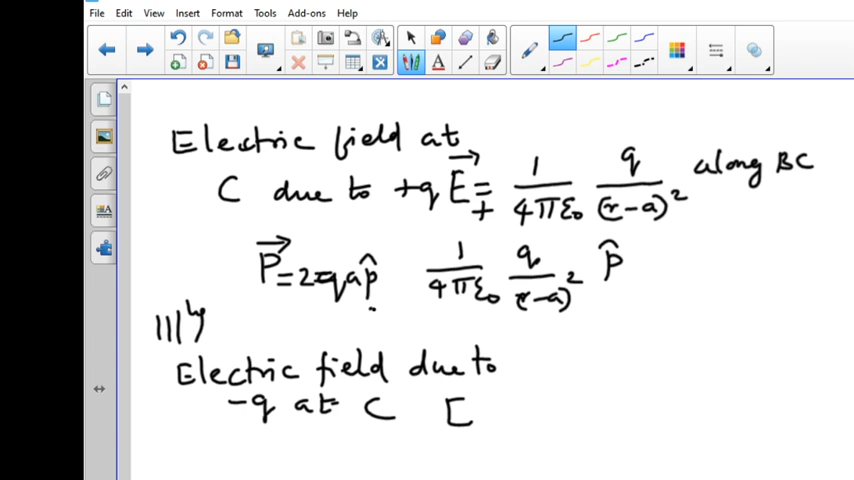 File Edit View Insert Format Tools Add-ons Help
Electric field at
C due to +q E⃗₊ = 1/4πε₀ q/(r-a)² along BC
P⃗ = 2qa p̂ 1/4πε₀ q/(r-a)² p̂
lllly
Electric field due to
-q at C E